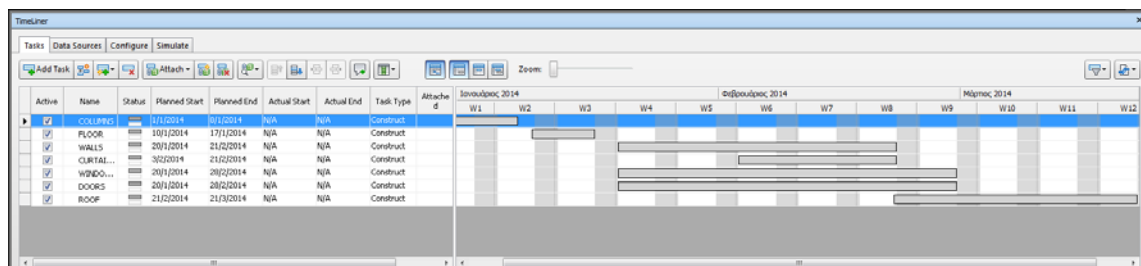 TimeLiner
Tasks Data Sources Configure Simulate
Add Task Attach Zoom:
Active Name Status Planned Start Planned End Actual Start Actual End Task Type Attached Ιανουάριος 2014 Φεβρουάριος 2014 Μάρτιος 2014
W1 W2 W3 W4 W5 W6 W7 W8 W9 W10 W11 W12
COLUMNS 1/1/2014 8/1/2014 N/A N/A Construct
FLOOR 10/1/2014 17/1/2014 N/A N/A Construct
WALLS 20/1/2014 21/2/2014 N/A N/A Construct
CURTAI... 3/2/2014 21/2/2014 N/A N/A Construct
WINDO... 20/1/2014 28/2/2014 N/A N/A Construct
DOORS 20/1/2014 28/2/2014 N/A N/A Construct
ROOF 21/2/2014 21/3/2014 N/A N/A Construct